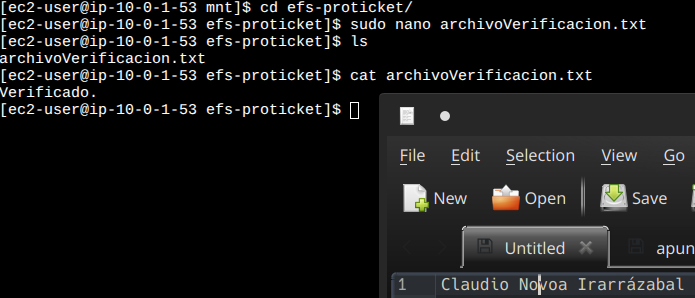 [ec2-user@ip-10-0-1-53 mnt]$ cd efs-proticket/
[ec2-user@ip-10-0-1-53 efs-proticket]$ sudo nano archivoVerificacion.txt
[ec2-user@ip-10-0-1-53 efs-proticket]$ ls
archivoVerificacion.txt
[ec2-user@ip-10-0-1-53 efs-proticket]$ cat archivoVerificacion.txt
Verificado.
[ec2-user@ip-10-0-1-53 efs-proticket]$
File Edit Selection View Go
New Open Save
Untitled apun
1 Claudio Novoa Irarrázabal